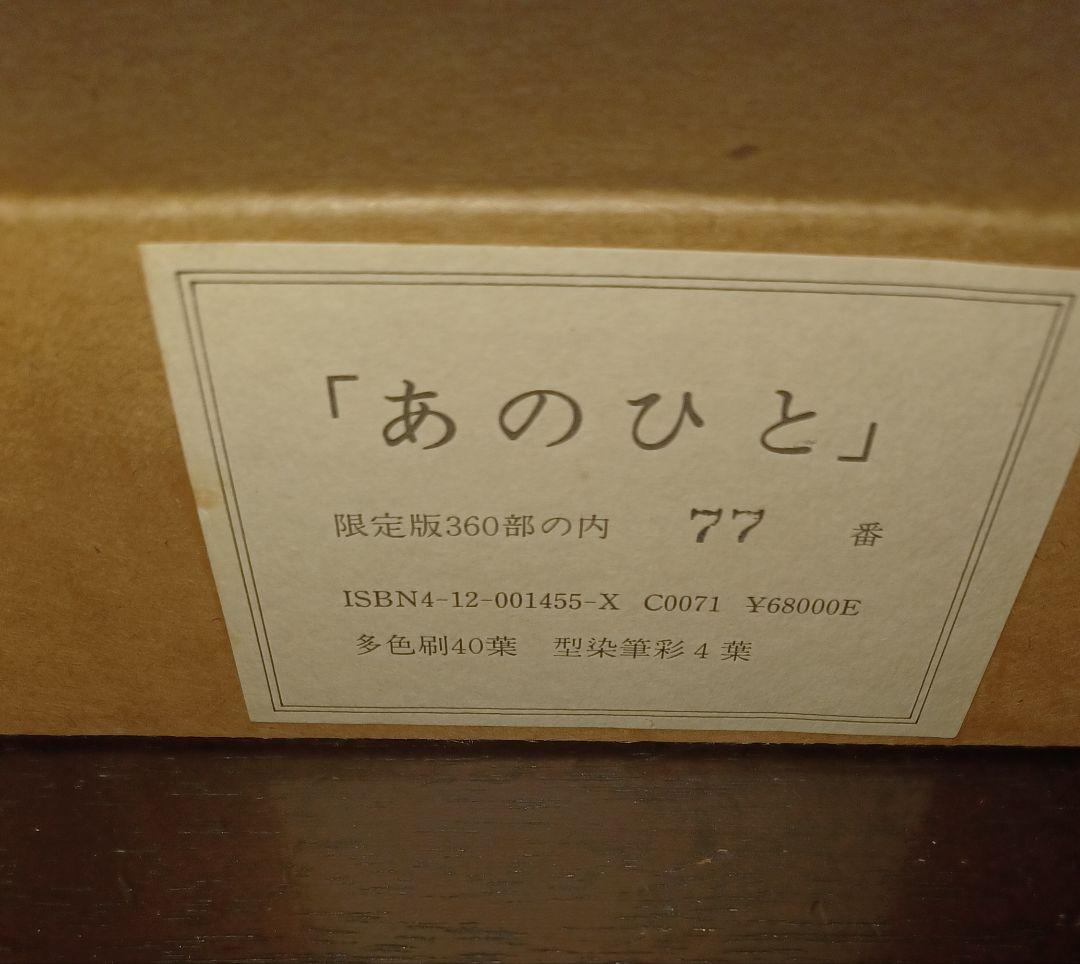 「あのひと」
限定版360部の内 77 番
ISBN4-12-001455-X C0071 ¥68000E
多色刷40葉 型染筆彩4葉